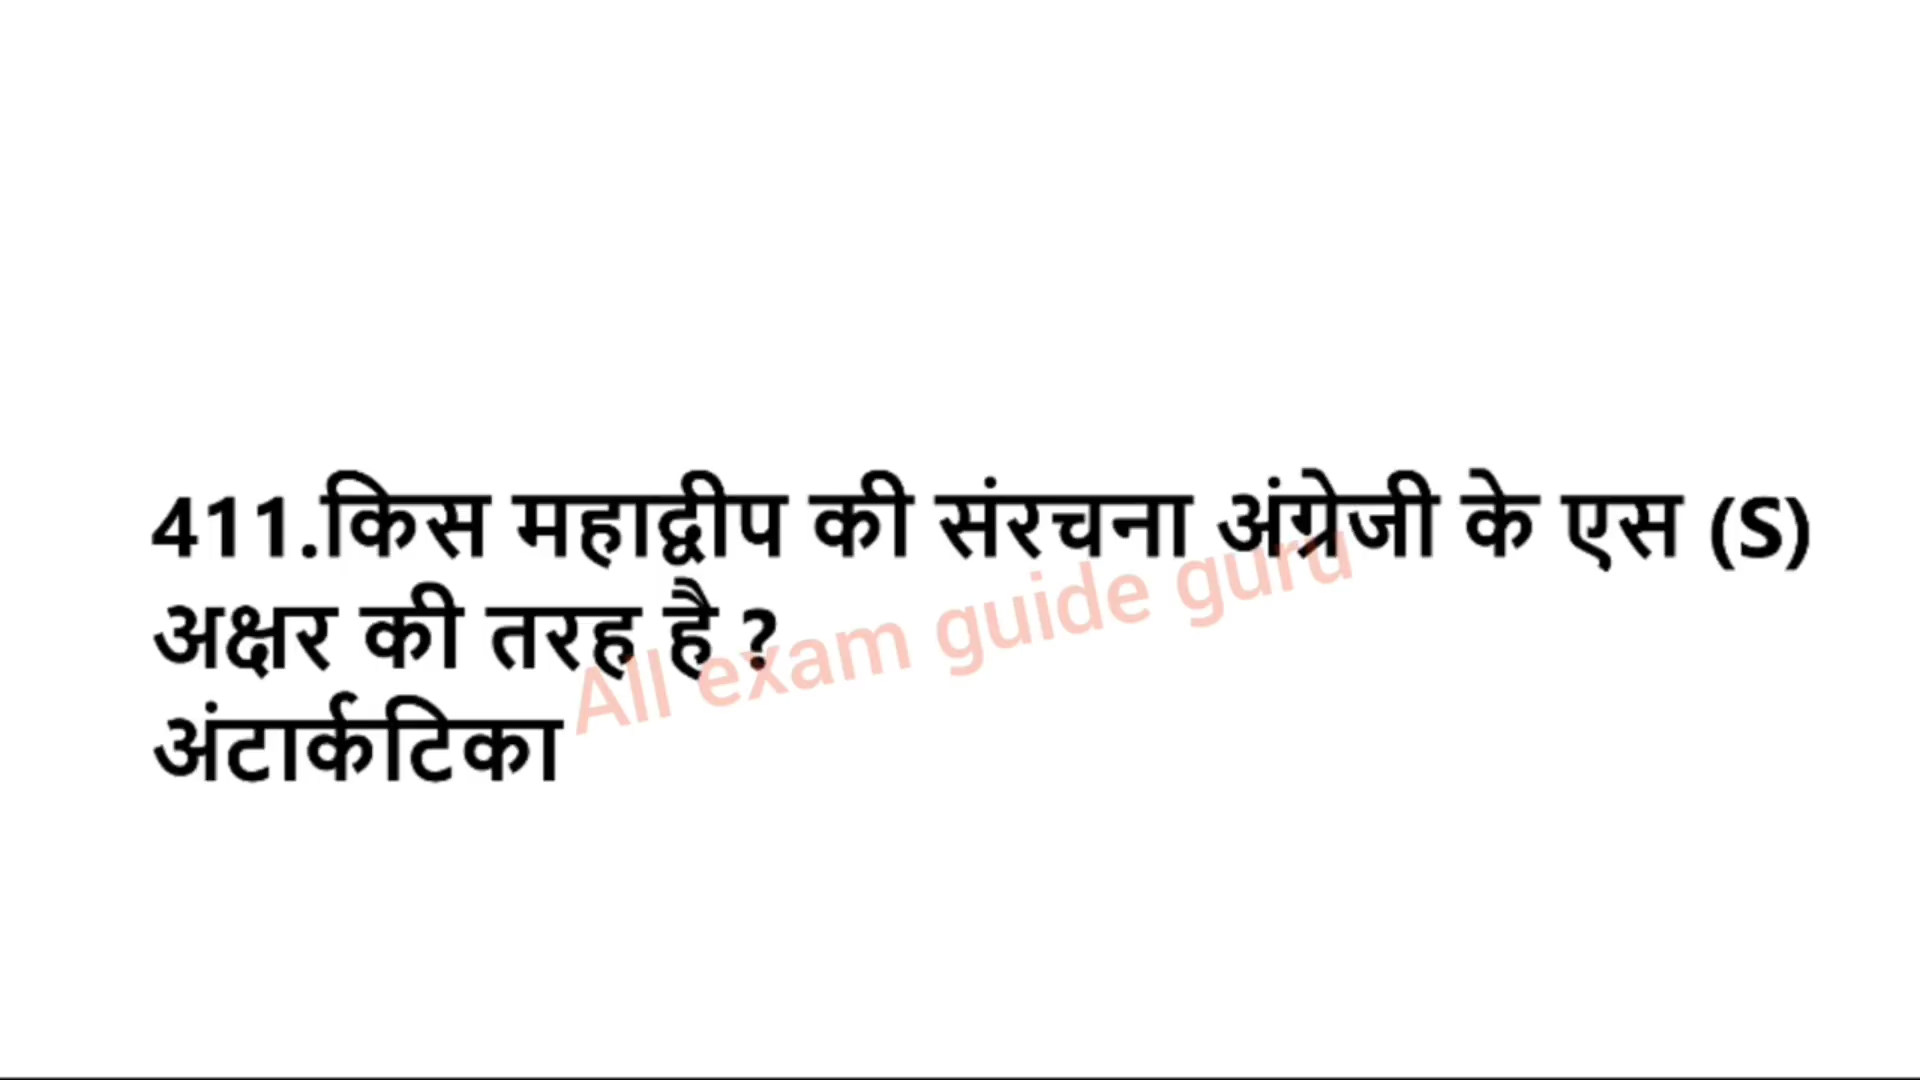 411.किस महाद्वीप की संरचना अंग्रेजी के एस (S)
अक्षर की तरह है ?
अंटार्कटिका
All exam guide guru